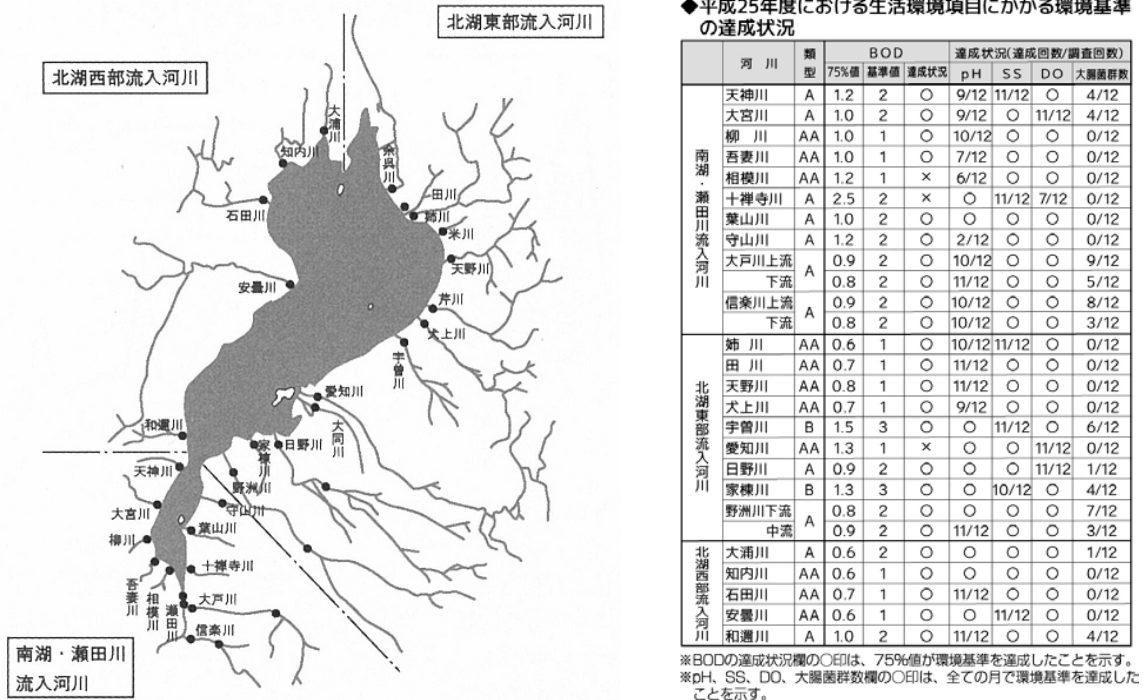 北湖東部流入河川
北湖西部流入河川
大浦川
知内川
余呉川
田川
姉川
石田川
米川
天野川
安曇川
芹川
犬上川
宇曽川
愛知川
大同川
和邇川
家棟川
日野川
天神川
野洲川
守山川
大宮川
葉山川
柳川
十禅寺川
吾妻川
相模川
瀬田川
大戸川
信楽川
南湖・瀬田川
流入河川
◆平成25年度における生活環境項目にかかる環境基準
の達成状況
河 川 類型 BOD 達成状況(達成回数/調査回数)
75%値 基準値 達成状況 pH SS DO 大腸菌群数
南湖・瀬田川流入河川
天神川 A 1.2 2 ○ 9/12 11/12 ○ 4/12
大宮川 A 1.0 2 ○ 9/12 ○ 11/12 4/12
柳 川 AA 1.0 1 ○ 10/12 ○ ○ 0/12
吾妻川 AA 1.0 1 ○ 7/12 ○ ○ 0/12
相模川 AA 1.2 1 × 6/12 ○ ○ 0/12
十禅寺川 A 2.5 2 × ○ 11/12 7/12 0/12
葉山川 A 1.0 2 ○ ○ ○ ○ 0/12
守山川 A 1.2 2 ○ 2/12 ○ ○ 0/12
大戸川上流 A 0.9 2 ○ 10/12 ○ ○ 9/12
下流 0.8 2 ○ 11/12 ○ ○ 5/12
信楽川上流 A 0.9 2 ○ 10/12 ○ ○ 8/12
下流 0.8 2 ○ 10/12 ○ ○ 3/12
北湖東部流入河川
姉 川 AA 0.6 1 ○ 10/12 11/12 ○ 0/12
田 川 AA 0.7 1 ○ 11/12 ○ ○ 0/12
天野川 AA 0.8 1 ○ 11/12 ○ ○ 0/12
犬上川 AA 0.7 1 ○ 9/12 ○ ○ 0/12
宇曽川 B 1.5 3 ○ ○ 11/12 ○ 6/12
愛知川 AA 1.3 1 × ○ ○ 11/12 0/12
日野川 A 0.9 2 ○ ○ ○ 11/12 1/12
家棟川 B 1.3 3 ○ ○ 10/12 ○ 4/12
野洲川下流 A 0.8 2 ○ ○ ○ ○ 7/12
中流 0.9 2 ○ 11/12 ○ ○ 3/12
北湖西部流入河川
大浦川 A 0.6 2 ○ ○ ○ ○ 1/12
知内川 AA 0.6 1 ○ ○ ○ ○ 0/12
石田川 AA 0.7 1 ○ 11/12 ○ ○ 0/12
安曇川 AA 0.6 1 ○ ○ 11/12 ○ 0/12
和邇川 A 1.0 2 ○ 11/12 ○ ○ 4/12
※BODの達成状況欄の○印は、75%値が環境基準を達成したことを示す。
※pH、SS、DO、大腸菌群数欄の○印は、全ての月で環境基準を達成した
ことを示す。